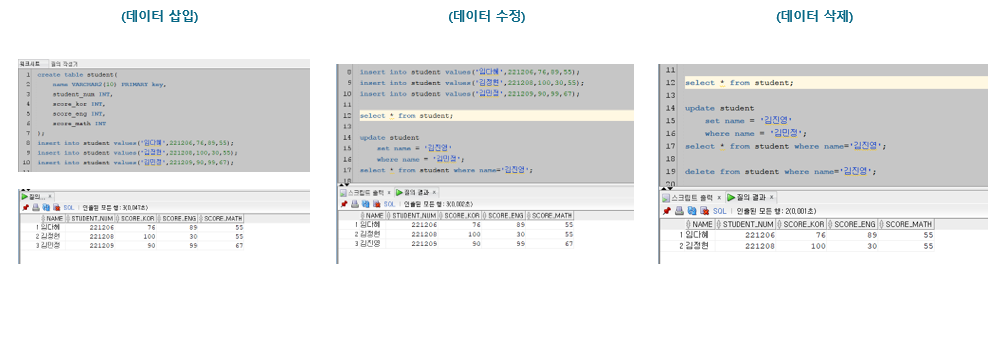 (데이터 삽입)
워크시트 질의 작성기
1 create table student(
2 name VARCHAR2(10) PRIMARY key,
3 student_num INT,
4 score_kor INT,
5 score_eng INT,
6 score_math INT
7 );
8 insert into student values('임다혜',221206,76,89,55);
9 insert into student values('김정현',221208,100,30,55);
10 insert into student values('김민정',221209,90,99,67);
질의... ×
SQL | 인출된 모든 행: 3(0,047초)
NAME STUDENT_NUM SCORE_KOR SCORE_ENG SCORE_MATH
1 임다혜 221206 76 89 55
2 김정현 221208 100 30 55
3 김민정 221209 90 99 67
(데이터 수정)
8 insert into student values('임다혜',221206,76,89,55);
9 insert into student values('김정현',221208,100,30,55);
10 insert into student values('김민정',221209,90,99,67);
11
12 select * from student;
13
14 update student
15 set name = '김진영'
16 where name = '김민정';
17 select * from student where name='김진영';
18
스크립트 출력 × 질의 결과 ×
SQL | 인출된 모든 행: 3(0,002초)
NAME STUDENT_NUM SCORE_KOR SCORE_ENG SCORE_MATH
1 임다혜 221206 76 89 55
2 김정현 221208 100 30 55
3 김진영 221209 90 99 67
(데이터 삭제)
11
12 select * from student;
13
14 update student
15 set name = '김진영'
16 where name = '김민정';
17 select * from student where name='김진영';
18
19 delete from student where name='김진영';
20
스크립트 출력 × 질의 결과 ×
SQL | 인출된 모든 행: 2(0,001초)
NAME STUDENT_NUM SCORE_KOR SCORE_ENG SCORE_MATH
1 임다혜 221206 76 89 55
2 김정현 221208 100 30 55